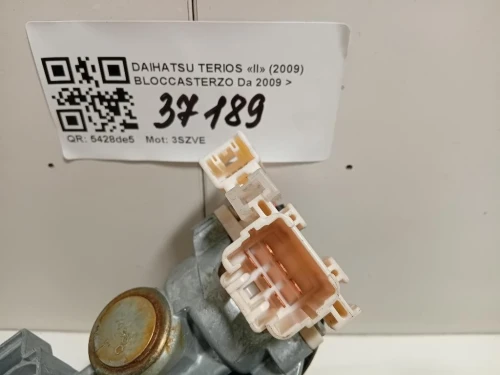 DAIHATSU TERIOS «II» (2009)
BLOCCASTERZO Da 2009 >
37189
QR: 5428de5 Mot: 3SZVE